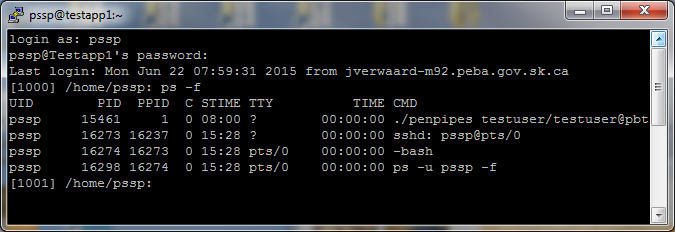 pssp@testapp1:~
login as: pssp
pssp@Testapp1's password:
Last login: Mon Jun 22 07:59:31 2015 from jverwaard-m92.peba.gov.sk.ca
[1000] /home/pssp: ps -f
UID        PID  PPID  C STIME TTY          TIME CMD
pssp     15461     1  0 08:00 ?        00:00:00 ./penpipes testuser/testuser@pbt
pssp     16273 16237  0 15:28 ?        00:00:00 sshd: pssp@pts/0
pssp     16274 16273  0 15:28 pts/0    00:00:00 -bash
pssp     16298 16274  0 15:28 pts/0    00:00:00 ps -u pssp -f
[1001] /home/pssp: